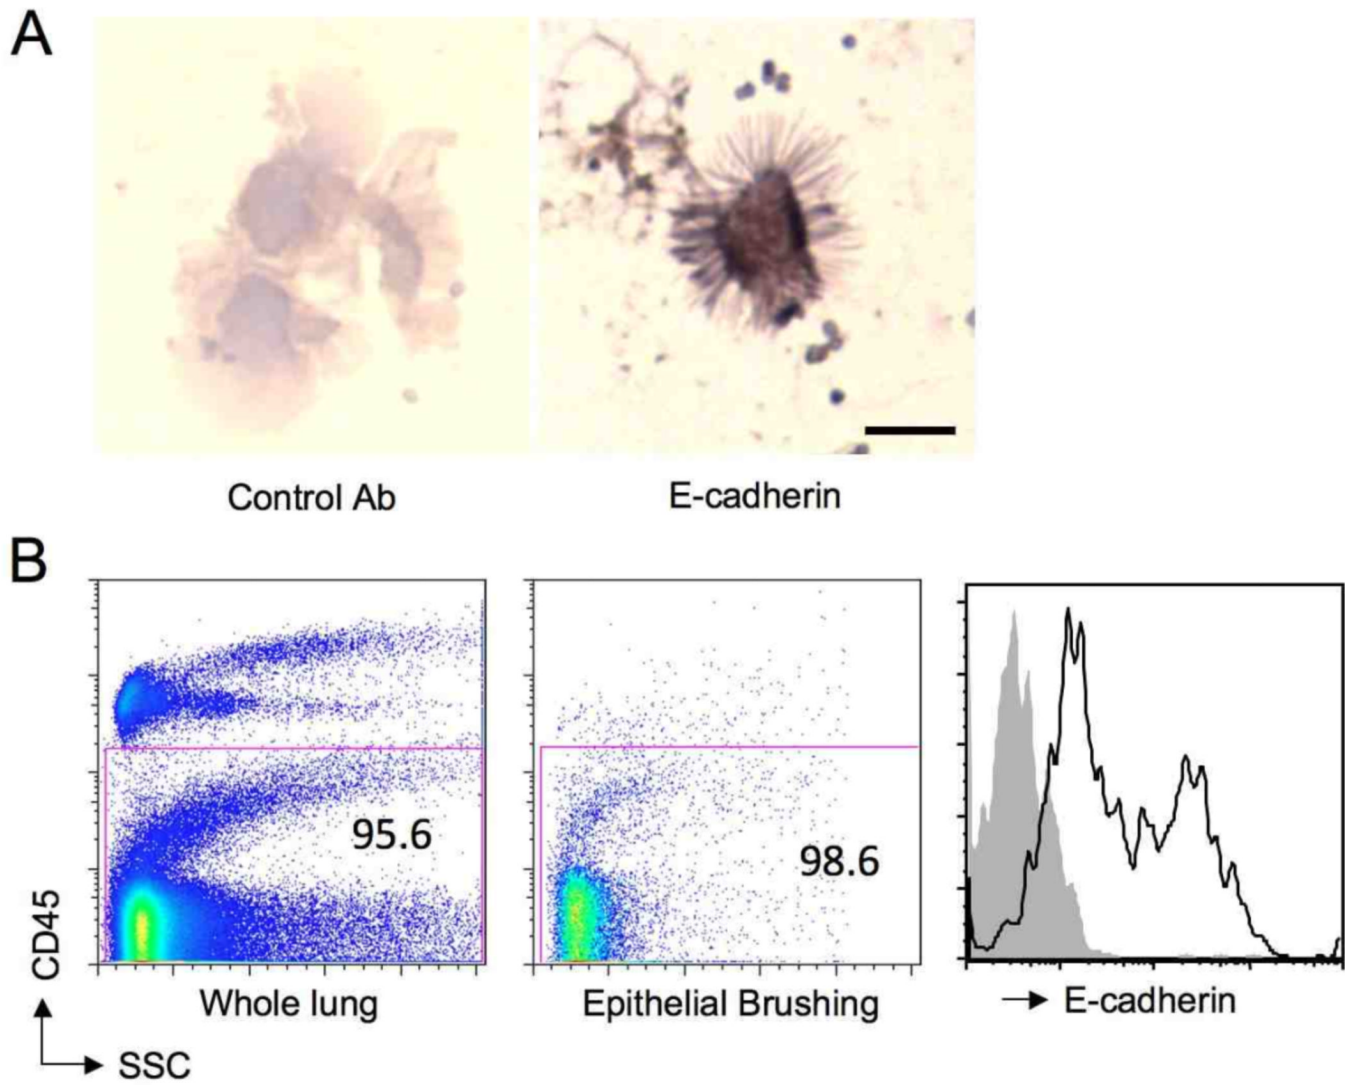 A
Control Ab
E-cadherin
B
95.6
98.6
CD45
Whole lung
Epithelial Brushing
E-cadherin
SSC